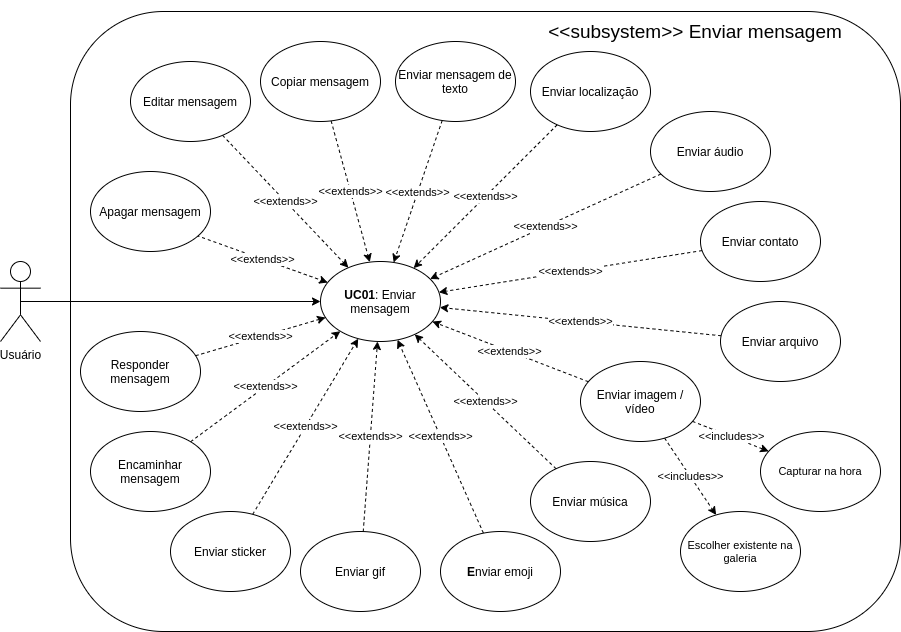 <<subsystem>> Enviar mensagem
Editar mensagem
Copiar mensagem
Enviar mensagem de
texto
Enviar localização
Enviar áudio
Apagar mensagem
Enviar contato
<<extends>>
<<extends>>
<<extends>>
<<extends>>
<<extends>>
<<extends>>
<<extends>>
UC01: Enviar
mensagem
Usuário
<<extends>>
<<extends>>
<<extends>>
Enviar arquivo
Responder
mensagem
<<extends>>
Enviar imagem /
vídeo
<<extends>>
<<extends>>
<<extends>>
<<extends>>
<<extends>>
<<includes>>
Encaminhar
mensagem
Capturar na hora
<<includes>>
Enviar música
Enviar sticker
Escolher existente na
galeria
Enviar gif
Enviar emoji